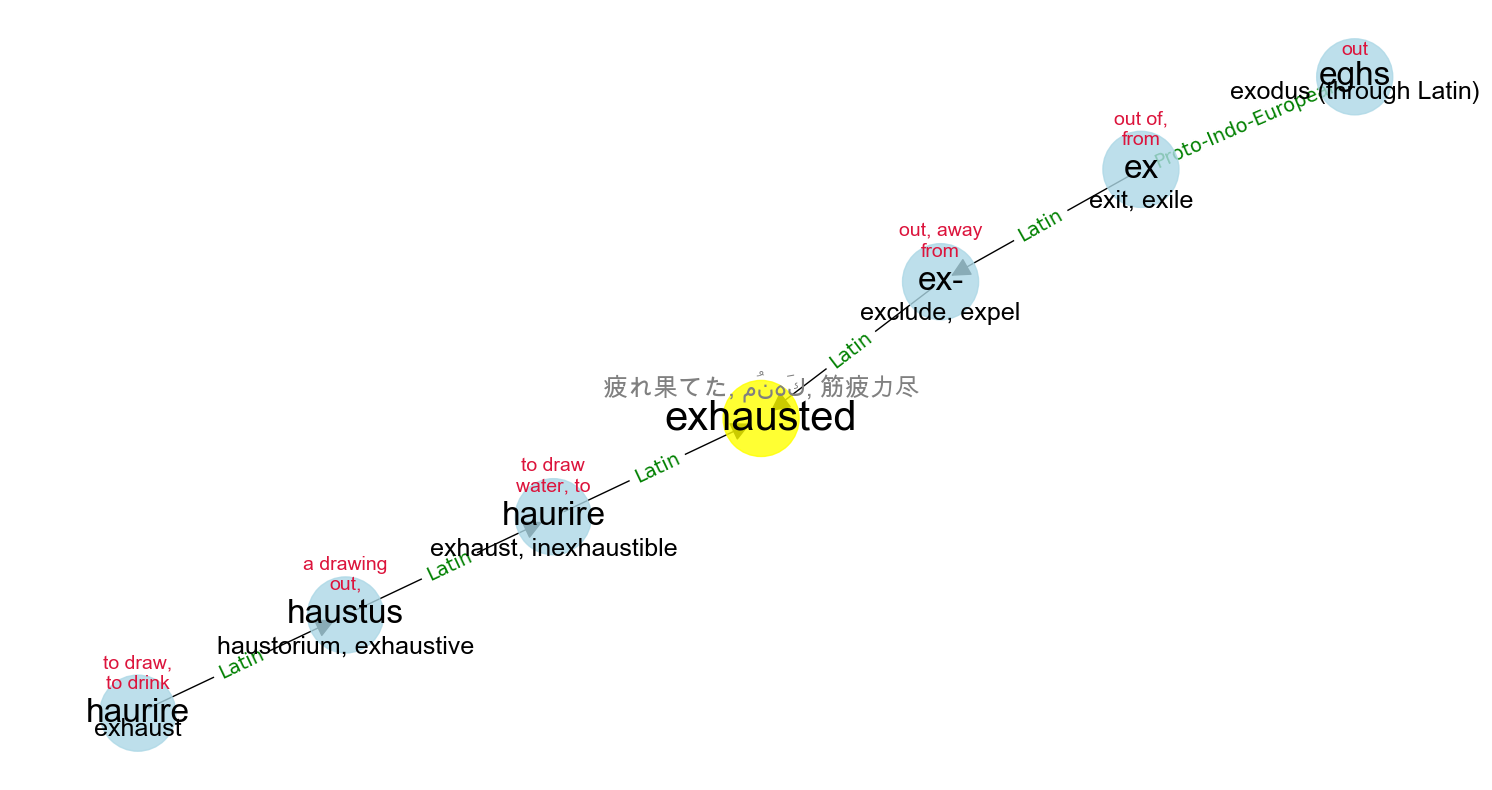 out
eghs
exodus (through Latin)
Proto-Indo-Europe
out of,
from
ex
exit, exile
Latin
out, away
from
ex-
exclude, expel
Latin
疲れ果てた, كَهنُم, 筋疲力尽
exhausted
Latin
to draw
water, to
haurire
exhaust, inexhaustible
Latin
a drawing
out,
haustus
haustorium, exhaustive
Latin
to draw,
to drink
haurire
exhaust